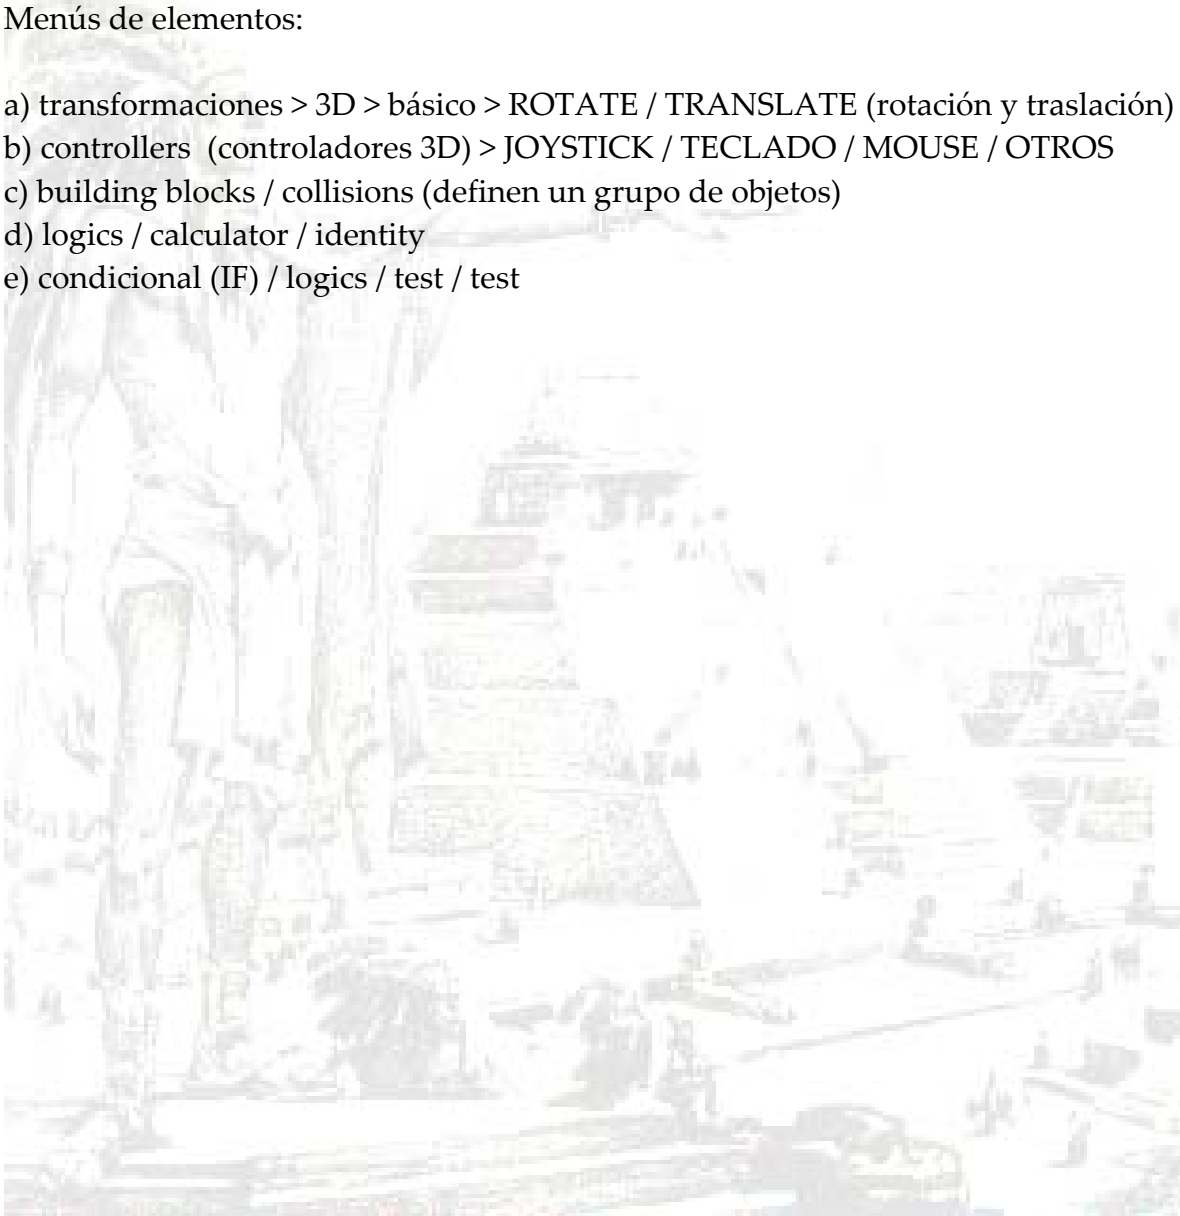 Menús de elementos:
a) transformaciones > 3D > básico > ROTATE / TRANSLATE (rotación y traslación)
b) controllers  (controladores 3D) > JOYSTICK / TECLADO / MOUSE / OTROS
c) building blocks / collisions (definen un grupo de objetos)
d) logics / calculator / identity
e) condicional (IF) / logics / test / test